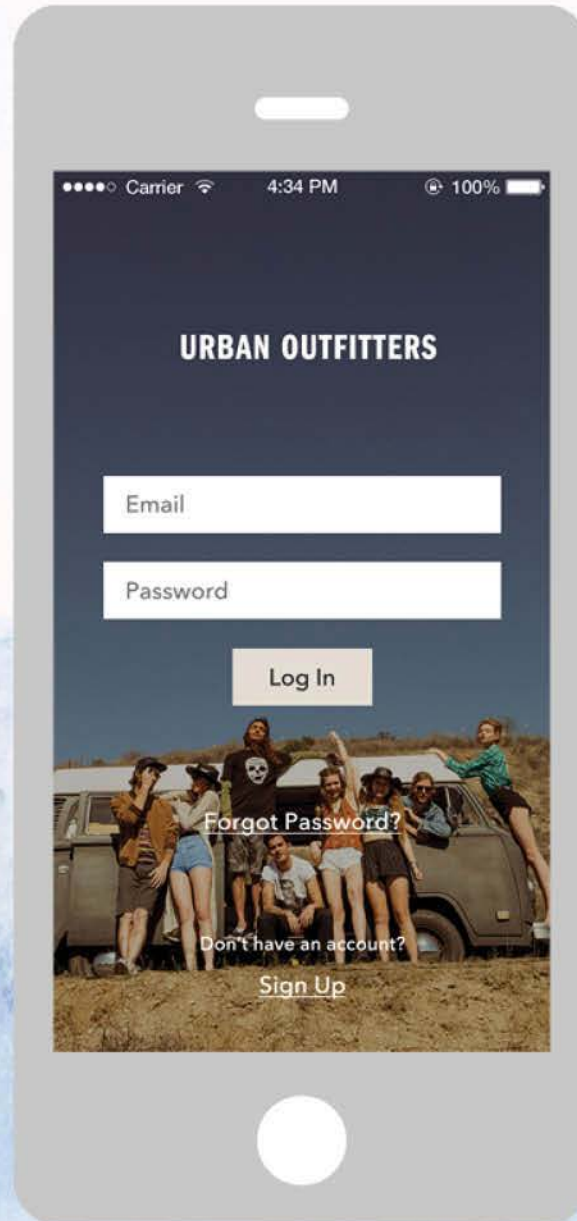 Carrier 4:34 PM 100%
URBAN OUTFITTERS
Email
Password
Log In
Forgot Password?
Don't have an account?
Sign Up